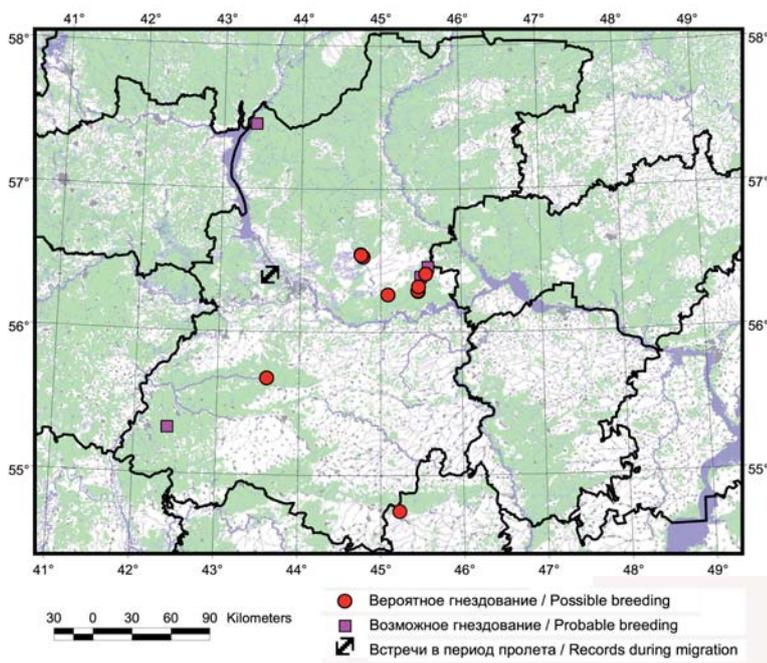 41° 42° 43° 44° 45° 46° 47° 48° 49°
58° 58°
57° 57°
56° 56°
55° 55°
41° 42° 43° 44° 45° 46° 47° 48° 49°
30 0 30 60 90 Kilometers
Вероятное гнездование / Possible breeding
Возможное гнездование / Probable breeding
Встречи в период пролета / Records during migration